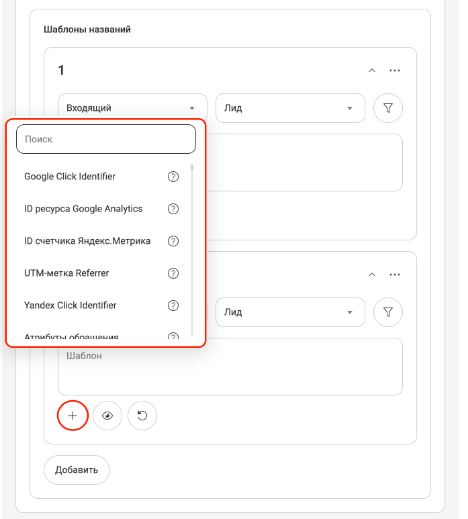 Шаблоны названий
1
Входящий
Лид
Поиск
Google Click Identifier
ID ресурса Google Analytics
ID счетчика Яндекс.Метрика
UTM-метка Referrer
Yandex Click Identifier
Атрибуты обращения
Лид
Шаблон
Добавить